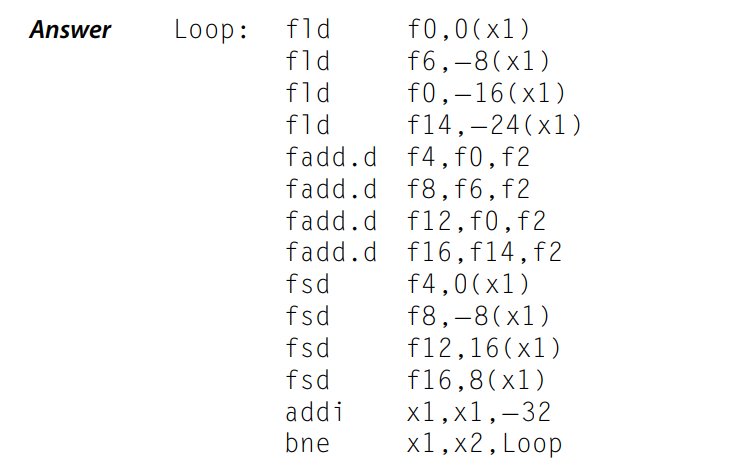 Answer Loop: fld f0,0(x1)
fld f6,–8(x1)
fld f0,–16(x1)
fld f14,–24(x1)
fadd.d f4,f0,f2
fadd.d f8,f6,f2
fadd.d f12,f0,f2
fadd.d f16,f14,f2
fsd f4,0(x1)
fsd f8,–8(x1)
fsd f12,16(x1)
fsd f16,8(x1)
addi x1,x1,–32
bne x1,x2,Loop